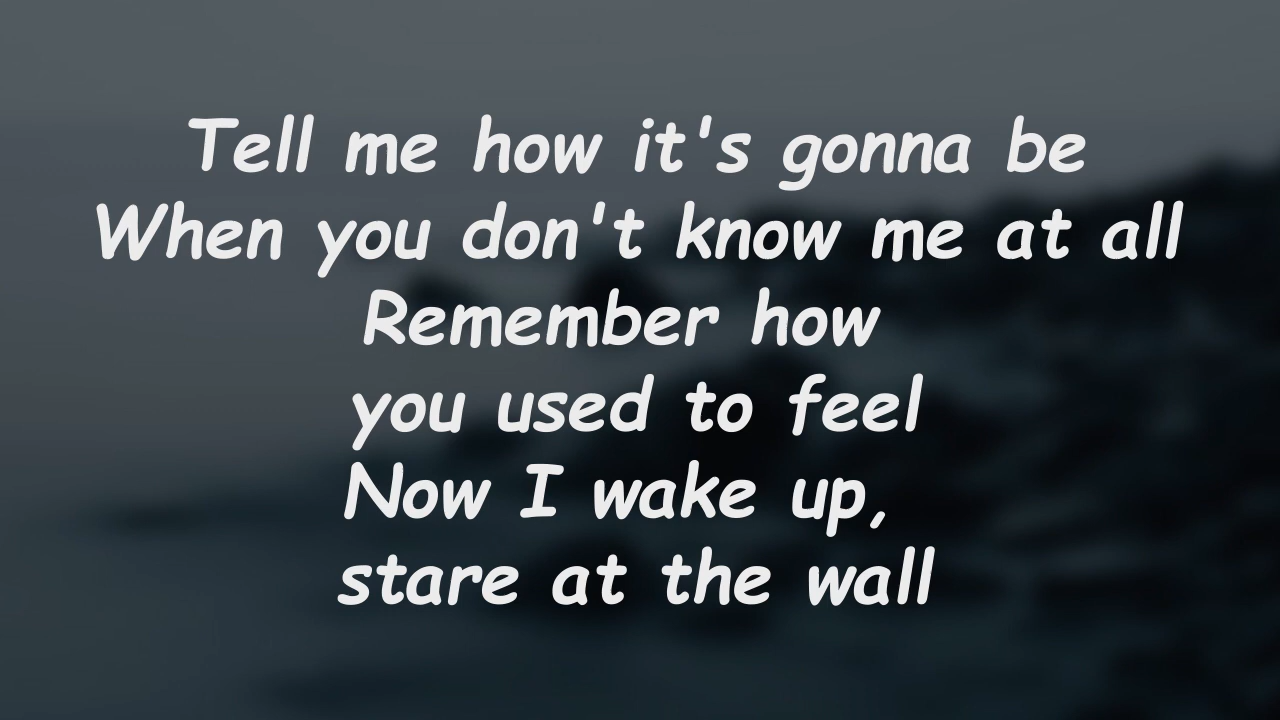 Tell me how it's gonna be
When you don't know me at all
Remember how
you used to feel
Now I wake up,
stare at the wall